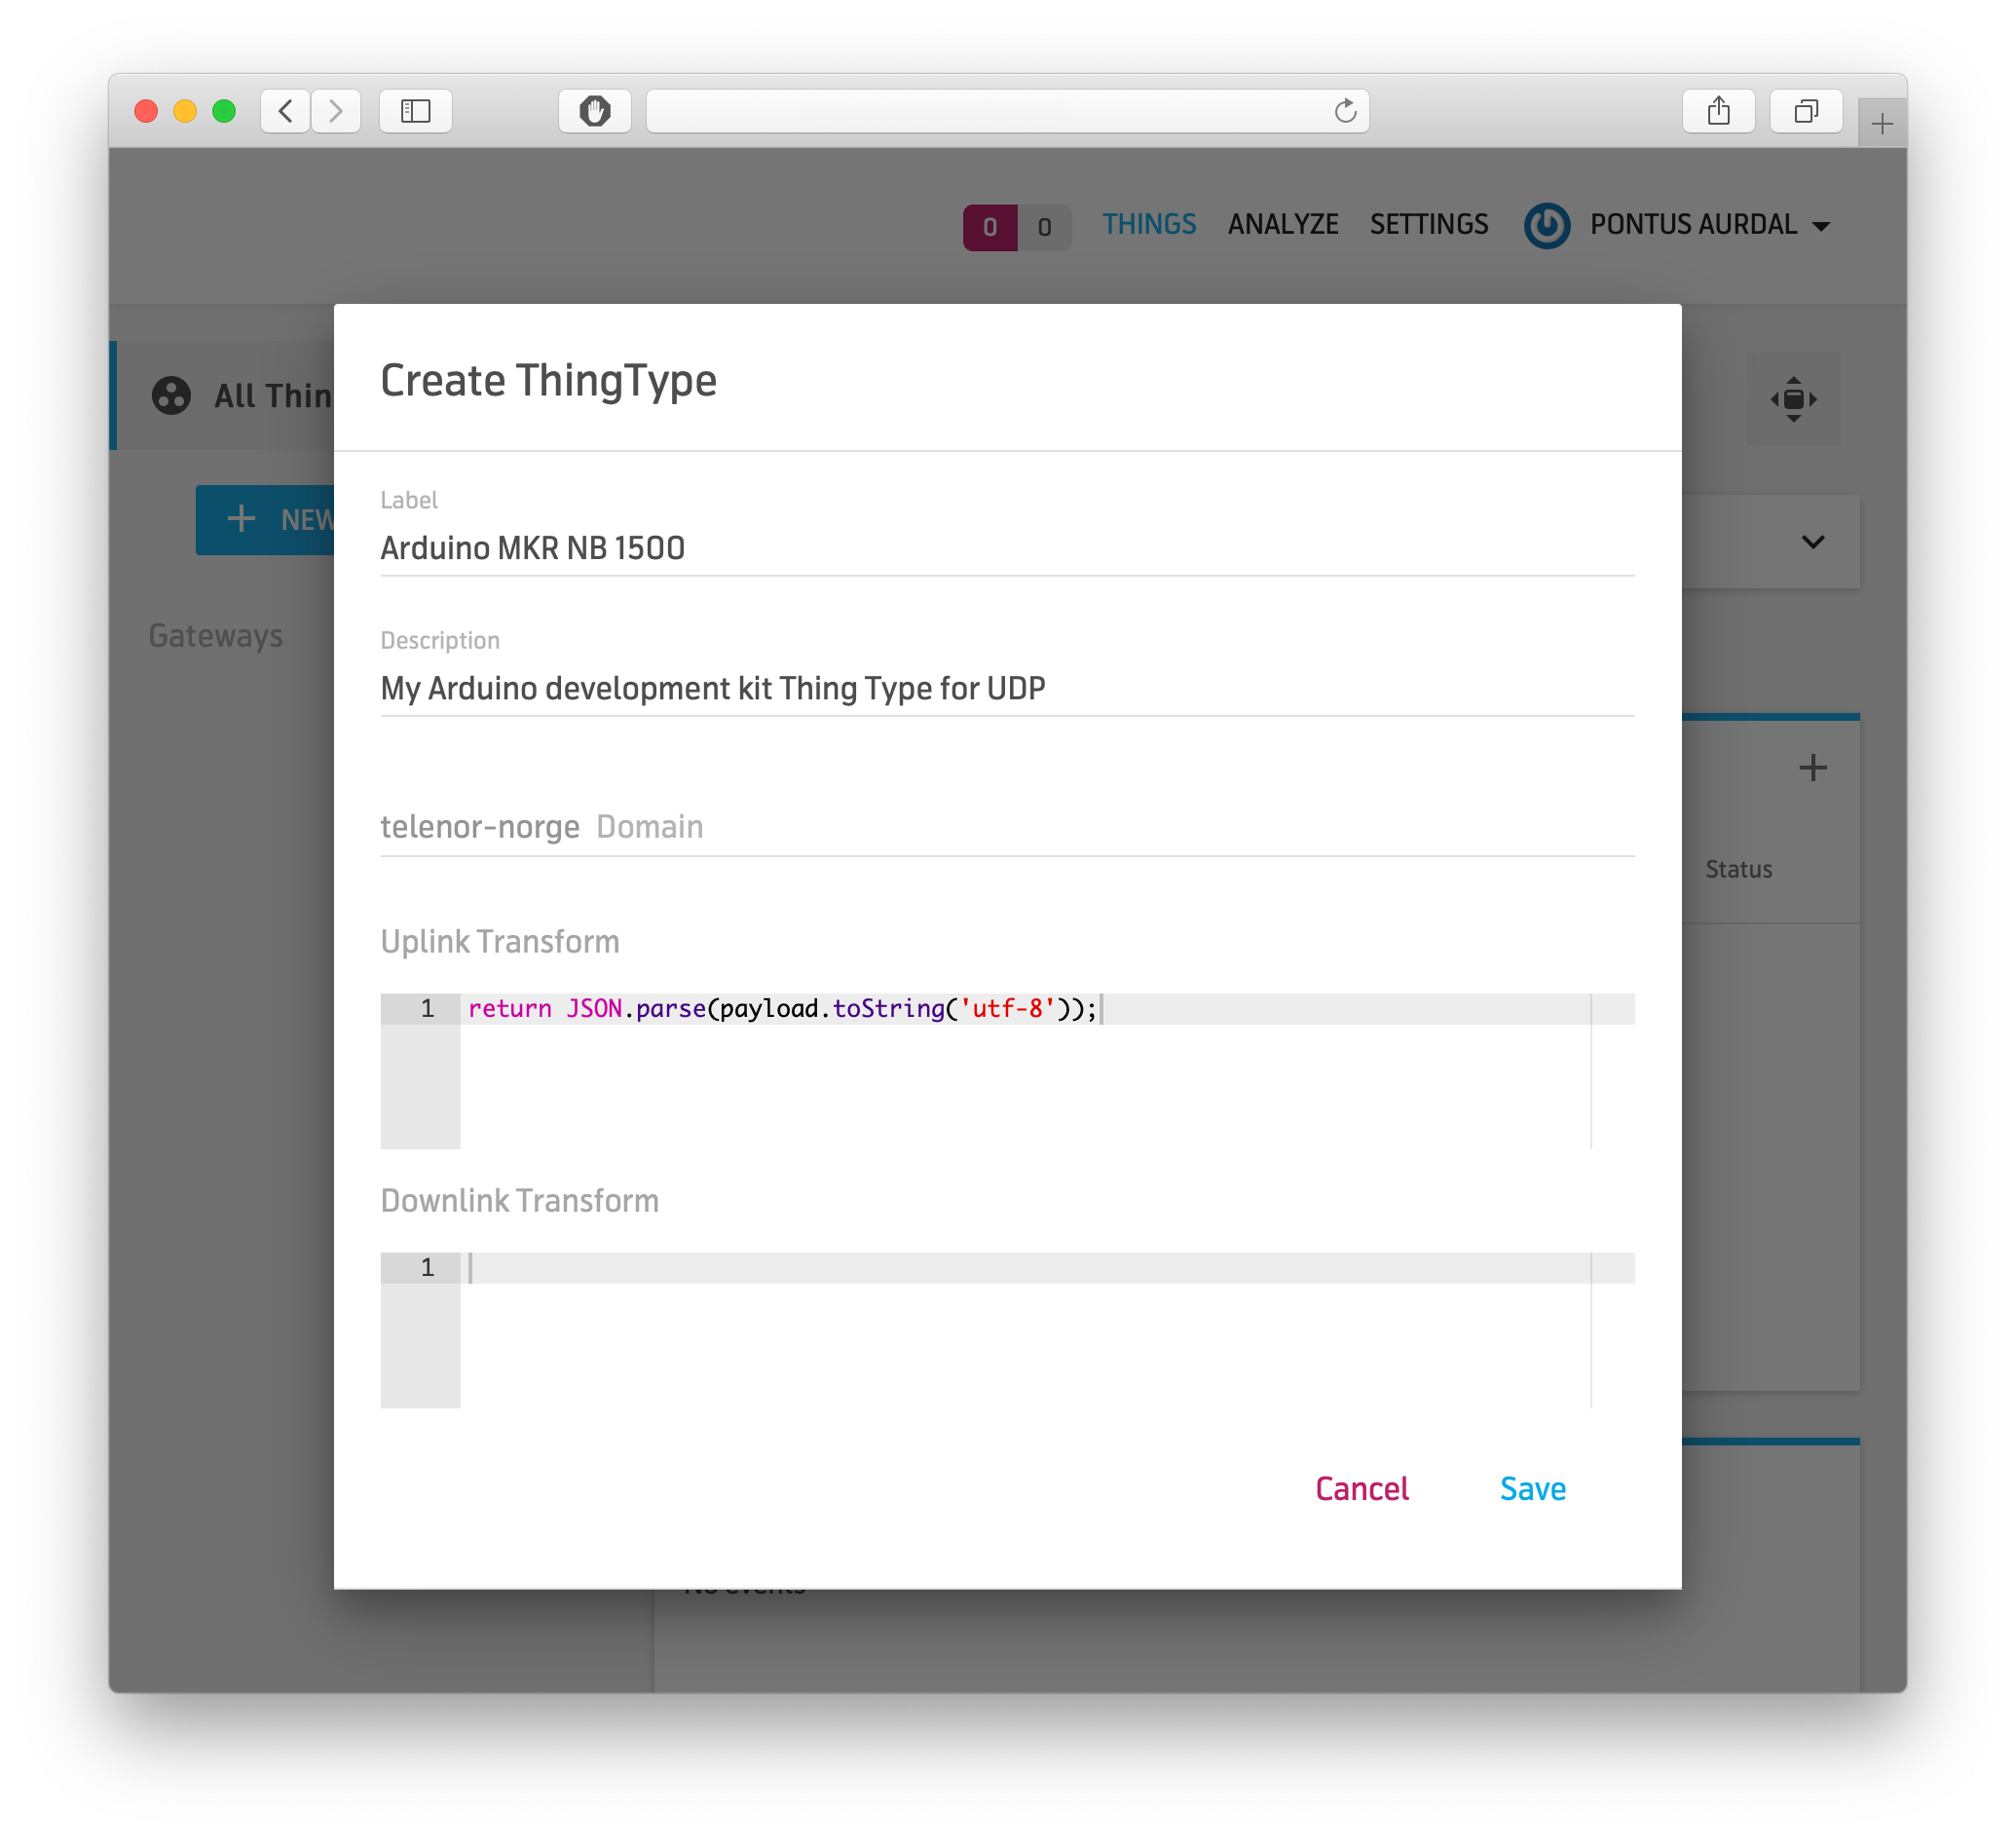 0 0 THINGS ANALYZE SETTINGS PONTUS AURDAL
Create ThingType
All Thin
Label
Arduino MKR NB 1500
NEW
Description
Gateways
My Arduino development kit Thing Type for UDP
telenor-norge Domain
Status
Uplink Transform
1 return JSON.parse(payload.toString('utf-8'));
Downlink Transform
1
Cancel Save
No events